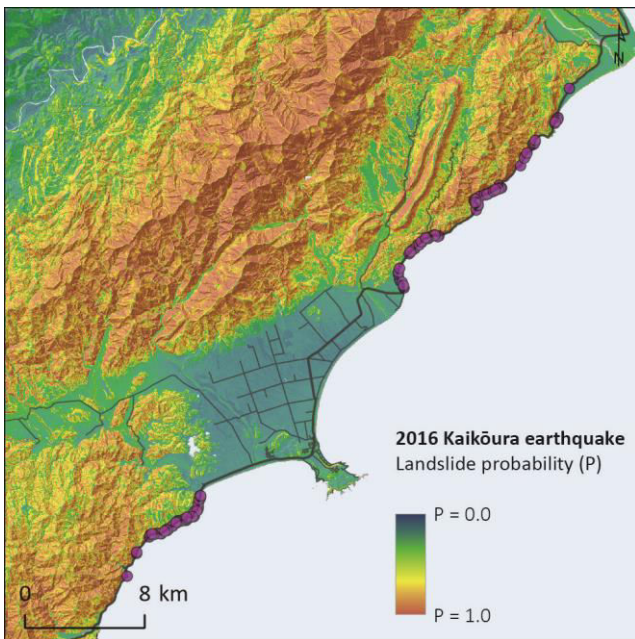 N
2016 Kaikōura earthquake
Landslide probability (P)
P = 0.0
P = 1.0
0 8 km